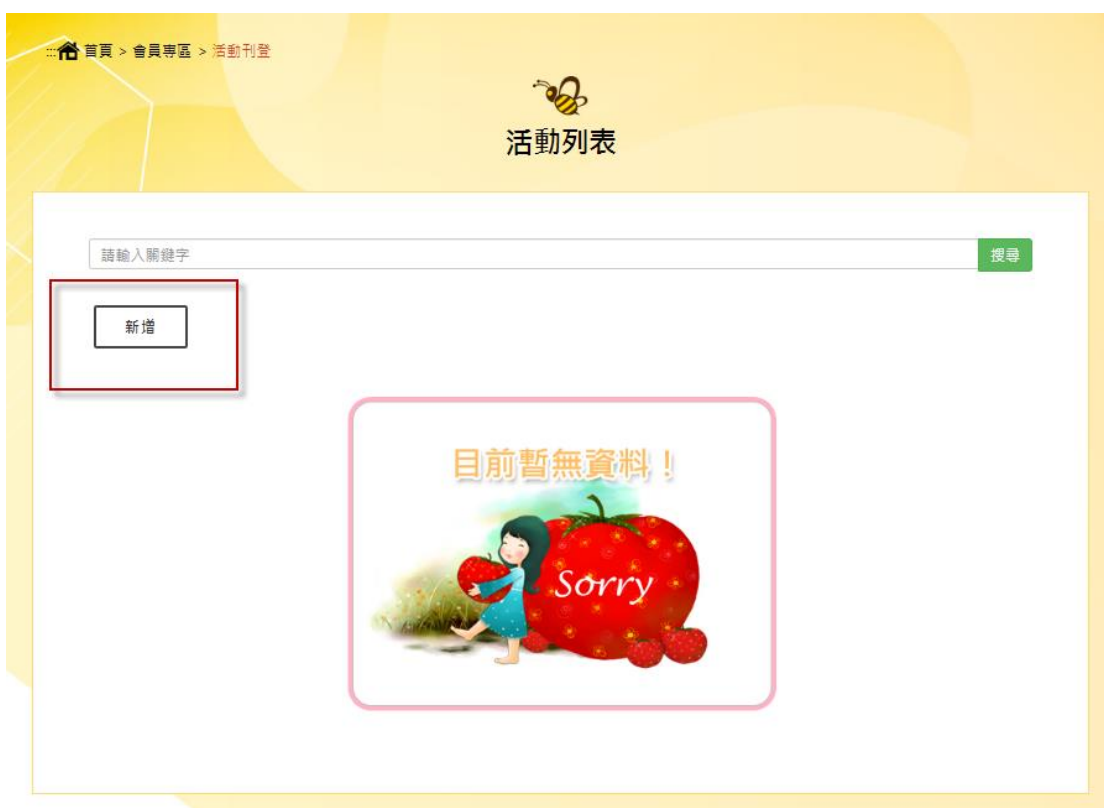 :::首頁 > 會員專區 > 活動刊登
活動列表
請輸入關鍵字
搜尋
新增
目前暫無資料！
Sorry